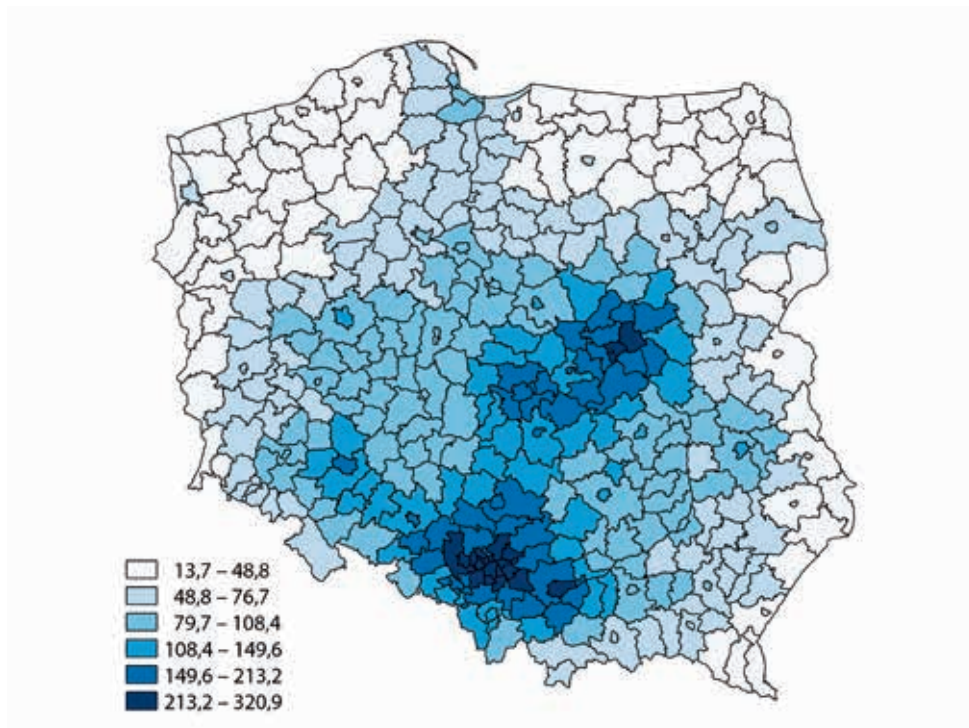 13,7 – 48,8
48,8 – 76,7
79,7 – 108,4
108,4 – 149,6
149,6 – 213,2
213,2 – 320,9